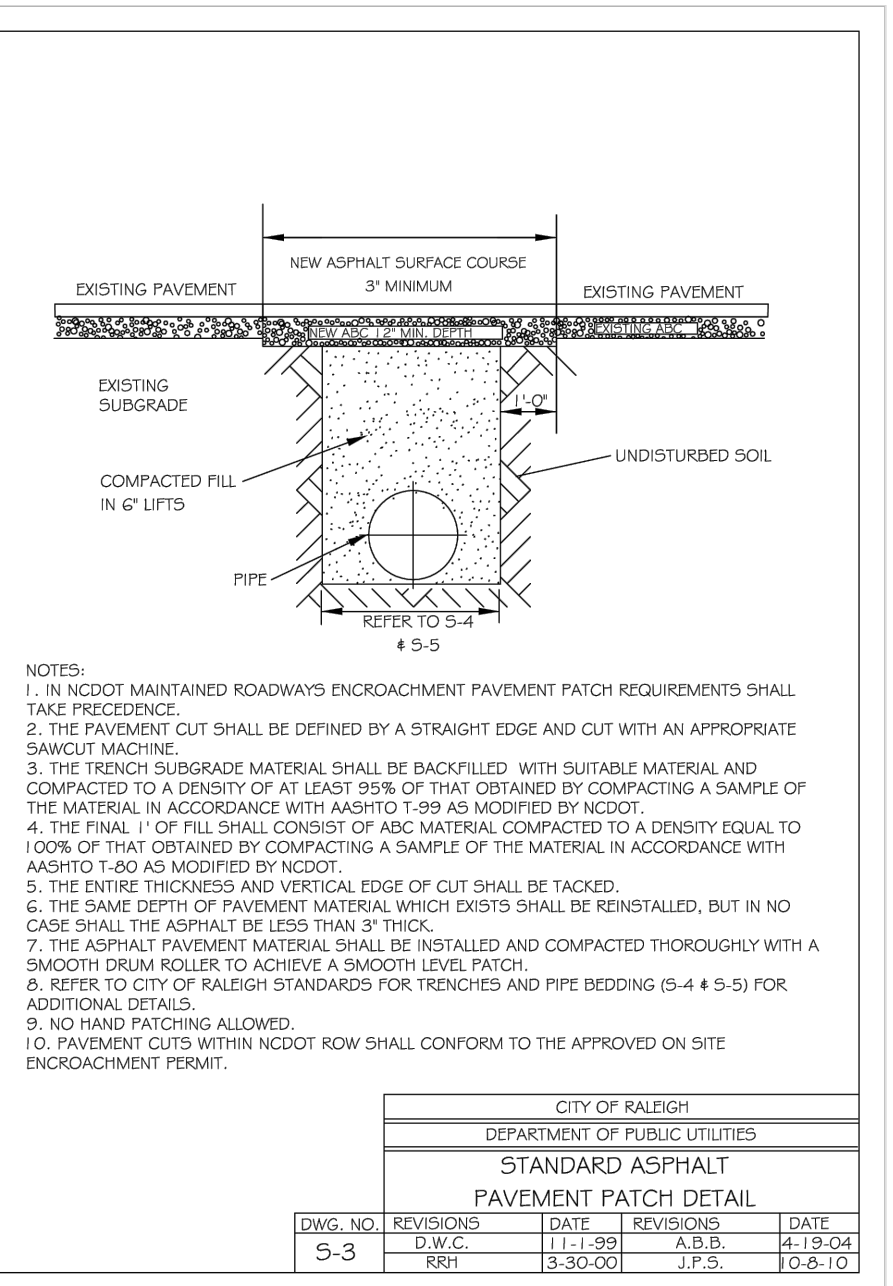 NEW ASPHALT SURFACE COURSE
3" MINIMUM
EXISTING PAVEMENT
EXISTING PAVEMENT
NEW ABC 12" MIN. DEPTH
EXISTING ABC
EXISTING
SUBGRADE
1'-0"
UNDISTURBED SOIL
COMPACTED FILL
IN 6" LIFTS
PIPE
REFER TO S-4
& S-5
NOTES:
1. IN NCDOT MAINTAINED ROADWAYS ENCROACHMENT PAVEMENT PATCH REQUIREMENTS SHALL
TAKE PRECEDENCE.
2. THE PAVEMENT CUT SHALL BE DEFINED BY A STRAIGHT EDGE AND CUT WITH AN APPROPRIATE
SAWCUT MACHINE.
3. THE TRENCH SUBGRADE MATERIAL SHALL BE BACKFILLED WITH SUITABLE MATERIAL AND
COMPACTED TO A DENSITY OF AT LEAST 95% OF THAT OBTAINED BY COMPACTING A SAMPLE OF
THE MATERIAL IN ACCORDANCE WITH AASHTO T-99 AS MODIFIED BY NCDOT.
4. THE FINAL 1' OF FILL SHALL CONSIST OF ABC MATERIAL COMPACTED TO A DENSITY EQUAL TO
100% OF THAT OBTAINED BY COMPACTING A SAMPLE OF THE MATERIAL IN ACCORDANCE WITH
AASHTO T-80 AS MODIFIED BY NCDOT.
5. THE ENTIRE THICKNESS AND VERTICAL EDGE OF CUT SHALL BE TACKED.
6. THE SAME DEPTH OF PAVEMENT MATERIAL WHICH EXISTS SHALL BE REINSTALLED, BUT IN NO
CASE SHALL THE ASPHALT BE LESS THAN 3" THICK.
7. THE ASPHALT PAVEMENT MATERIAL SHALL BE INSTALLED AND COMPACTED THOROUGHLY WITH A
SMOOTH DRUM ROLLER TO ACHIEVE A SMOOTH LEVEL PATCH.
8. REFER TO CITY OF RALEIGH STANDARDS FOR TRENCHES AND PIPE BEDDING (S-4 & S-5) FOR
ADDITIONAL DETAILS.
9. NO HAND PATCHING ALLOWED.
10. PAVEMENT CUTS WITHIN NCDOT ROW SHALL CONFORM TO THE APPROVED ON SITE
ENCROACHMENT PERMIT.
CITY OF RALEIGH
DEPARTMENT OF PUBLIC UTILITIES
STANDARD ASPHALT
PAVEMENT PATCH DETAIL
DWG. NO. REVISIONS DATE REVISIONS DATE
S-3 D.W.C. 11-1-99 A.B.B. 4-19-04
RRH 3-30-00 J.P.S. 10-8-10